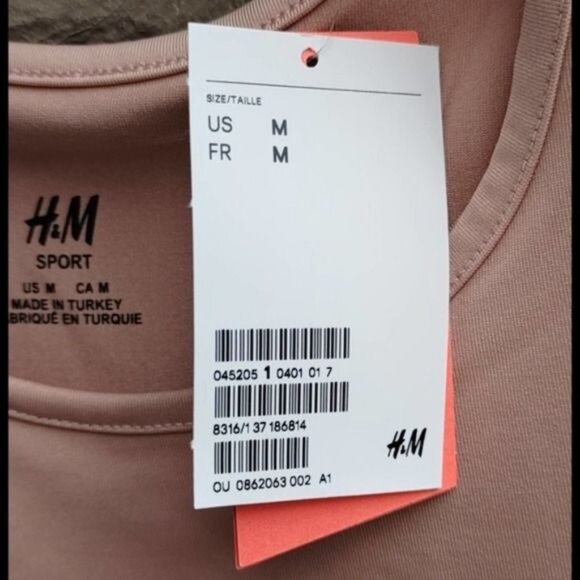 SIZE/TAILLE
US M
FR M
H&M
SPORT
US M CA M
MADE IN TURKEY
BRIQUÉ EN TURQUIE
045205 1 0401 01 7
8316/1 37 186814
H&M
OU 0862063 002 A1